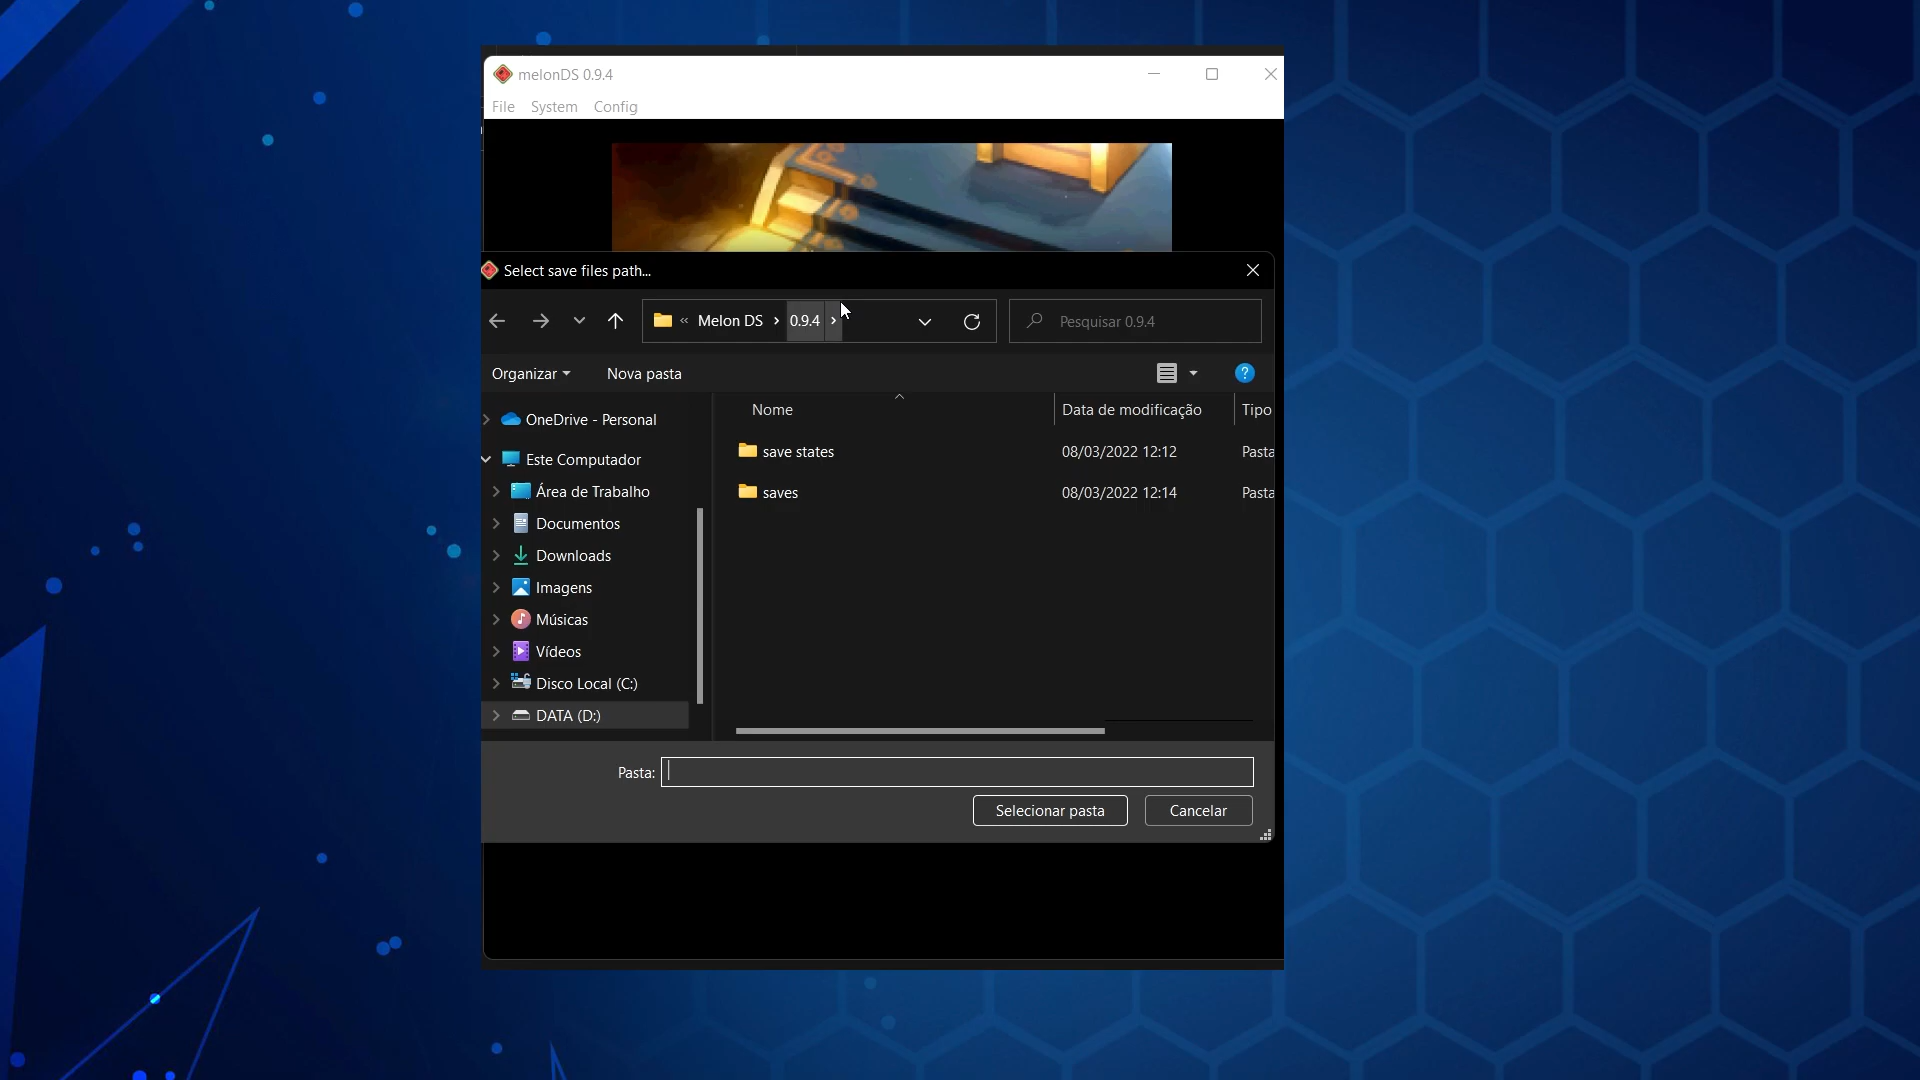 melonDS 0.9.4
File System Config
Select save files path...
« Melon DS › 0.9.4 › Pesquisar 0.9.4
Organizar Nova pasta
Nome Data de modificação Tipo
OneDrive - Personal
save states 08/03/2022 12:12 Pasta
Este Computador
Área de Trabalho
saves 08/03/2022 12:14 Pasta
Documentos
Downloads
Imagens
Músicas
Vídeos
Disco Local (C:)
DATA (D:)
Pasta:
Selecionar pasta Cancelar